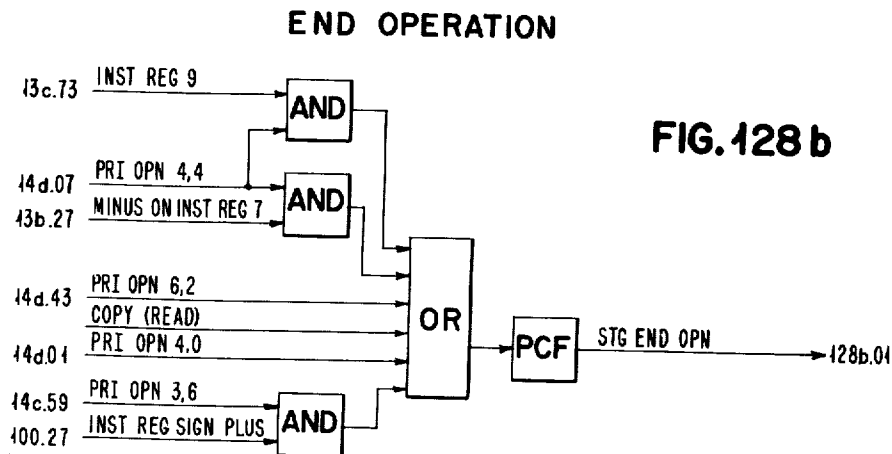 END OPERATION
FIG. 128b
13c.73 INST REG 9
AND
14d.07 PRI OPN 4,4
AND
13b.27 MINUS ON INST REG 7
14d.43 PRI OPN 6,2
COPY (READ)
OR
14d.01 PRI OPN 4.0
PCF
STG END OPN
128b.01
14c.59 PRI OPN 3,6
AND
100.27 INST REG SIGN PLUS